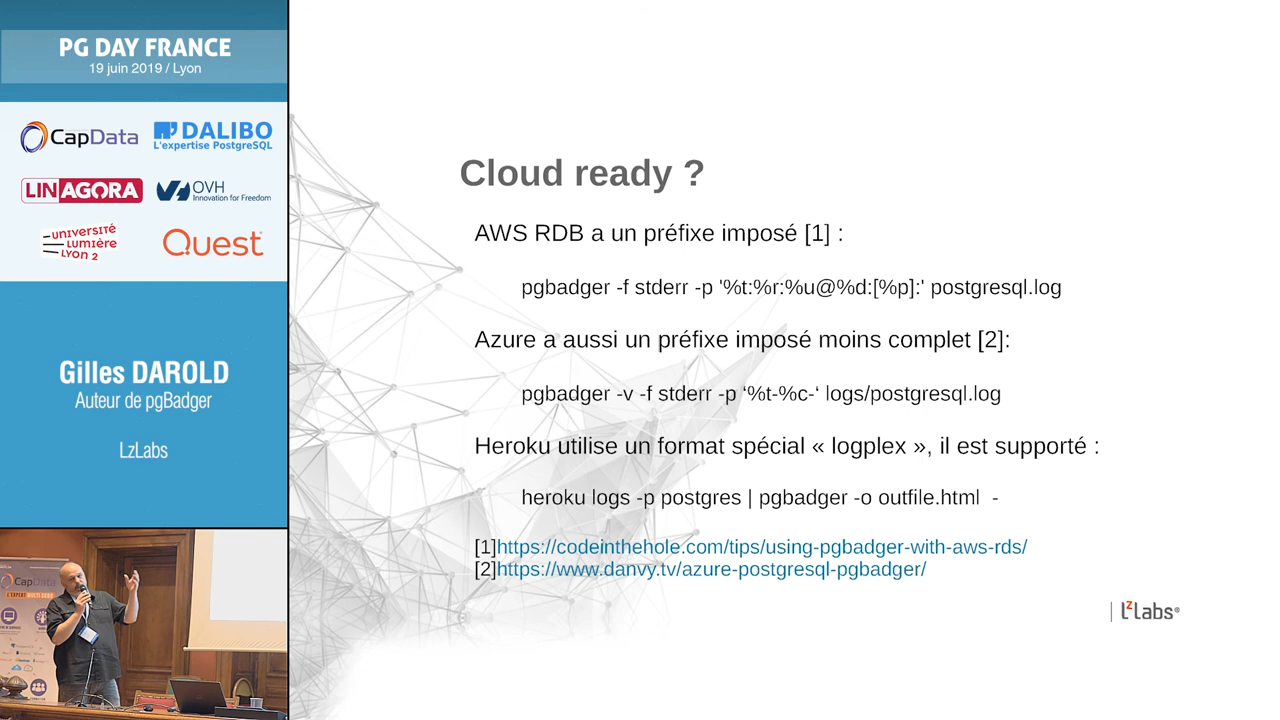 PG DAY FRANCE
19 juin 2019 / Lyon
CapData
DALIBO
L'expertise PostgreSQL
LINAGORA
OVH
Innovation for Freedom
UNIVERSITÉ
LUMIÈRE
LYON 2
Quest
Gilles DAROLD
Auteur de pgBadger
LzLabs
CapData
L'EXPERT
Cloud ready ?
AWS RDB a un préfixe imposé [1] :
pgbadger -f stderr -p '%t:%r:%u@%d:[%p]:' postgresql.log
Azure a aussi un préfixe imposé moins complet [2]:
pgbadger -v -f stderr -p ‘%t-%c-‘ logs/postgresql.log
Heroku utilise un format spécial « logplex », il est supporté :
heroku logs -p postgres | pgbadger -o outfile.html -
[1]https://codeinthehole.com/tips/using-pgbadger-with-aws-rds/
[2]https://www.danvy.tv/azure-postgresql-pgbadger/
LzLabs®